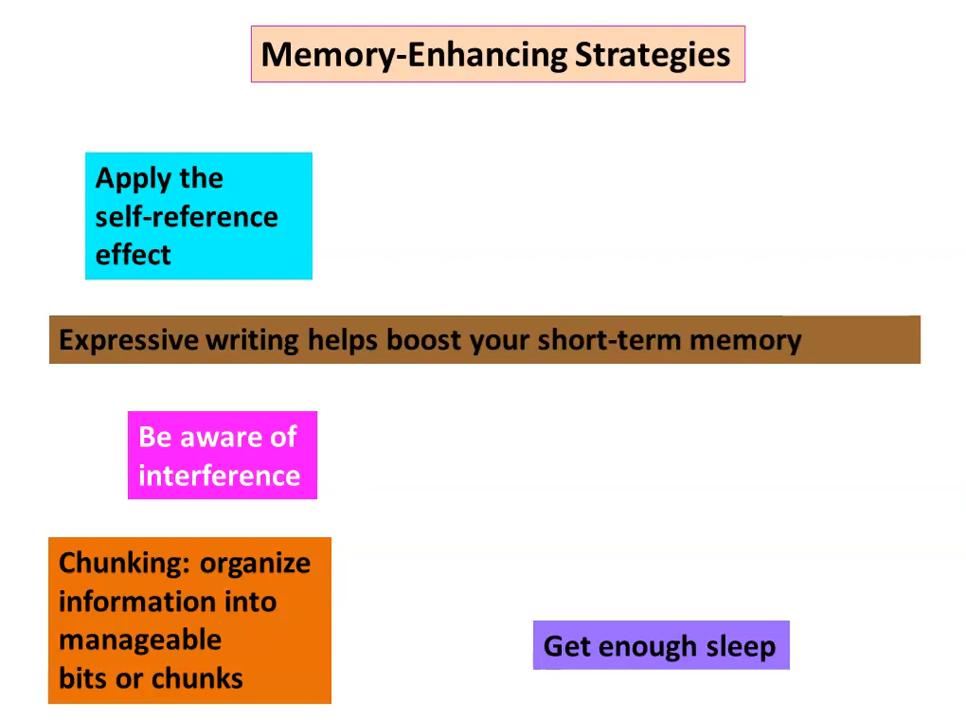 Memory-Enhancing Strategies
Apply the
self-reference
effect
Expressive writing helps boost your short-term memory
Be aware of
interference
Chunking: organize
information into
manageable
bits or chunks
Get enough sleep